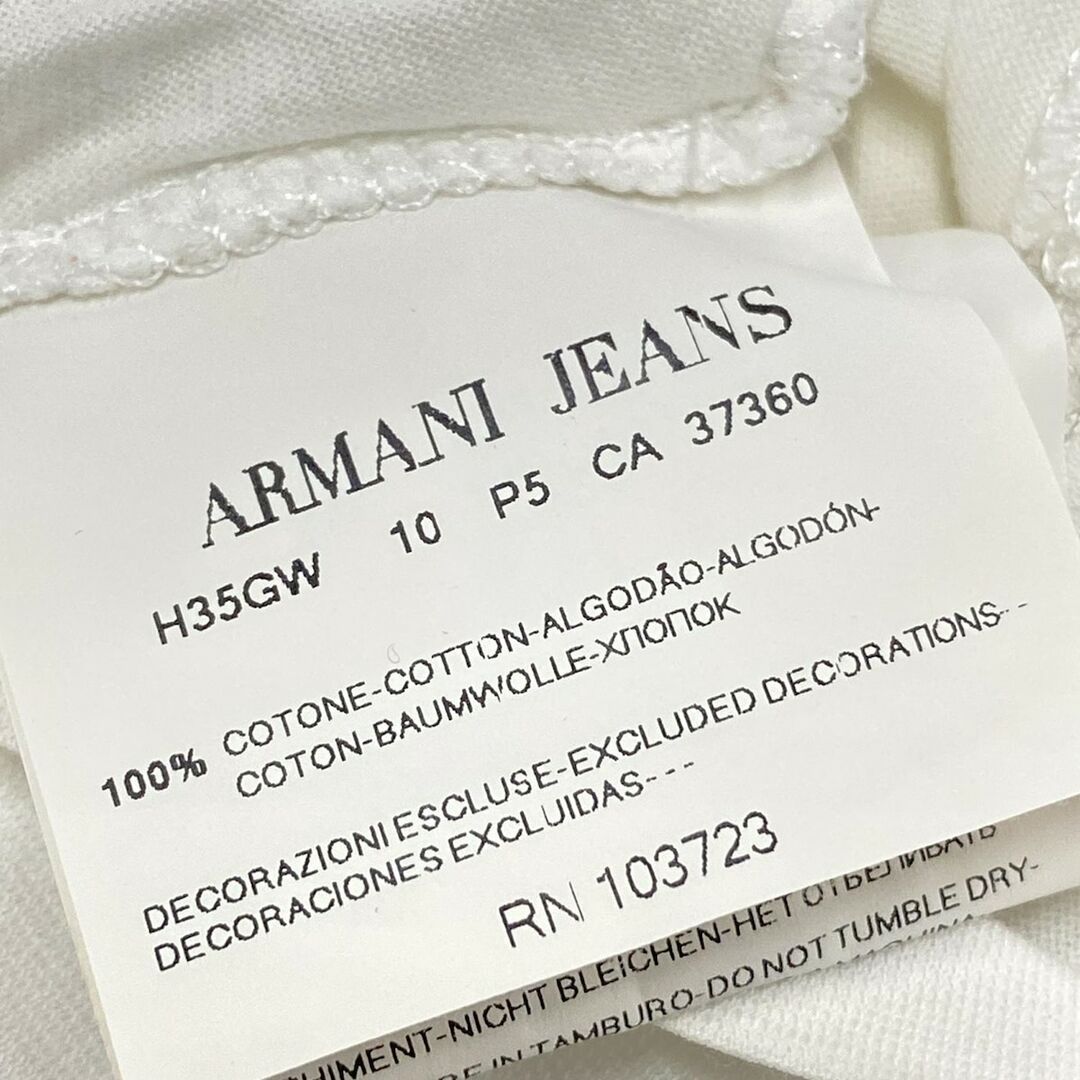 ARMANI JEANS
H35GW 10 P5 CA 37360
100% COTONE-COTTON-ALGODÃO-ALGODÓN-
COTON-BAUMWOLLE-ХЛОПОК
DECORAZIONI ESCLUSE-EXCLUDED DECORATIONS--
DECORACIONES EXCLUIDAS---
RN 103723
-NICHT BLEICHEN-НЕ
IN TAMBURO-DO NOT TUMBLE DRY-